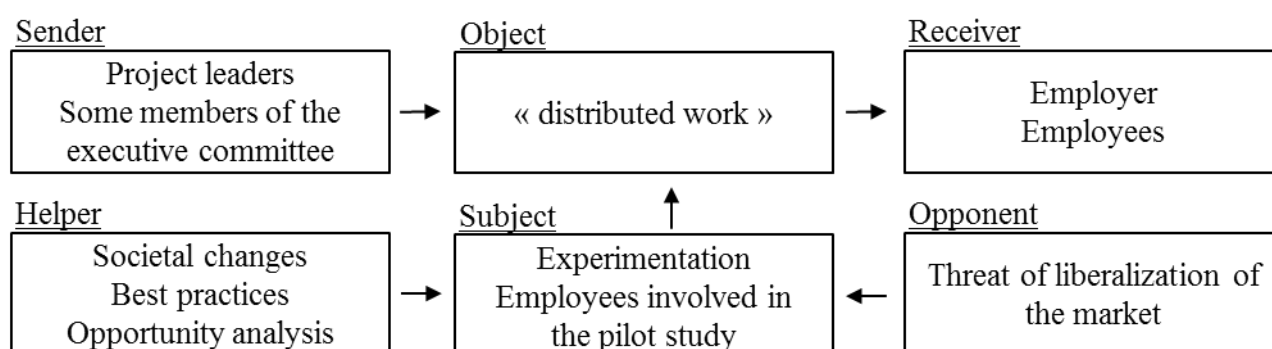 Sender
Project leaders
Some members of the
executive committee
Object
« distributed work »
Receiver
Employer
Employees
Helper
Societal changes
Best practices
Opportunity analysis
Subject
Experimentation
Employees involved in
the pilot study
Opponent
Threat of liberalization of
the market